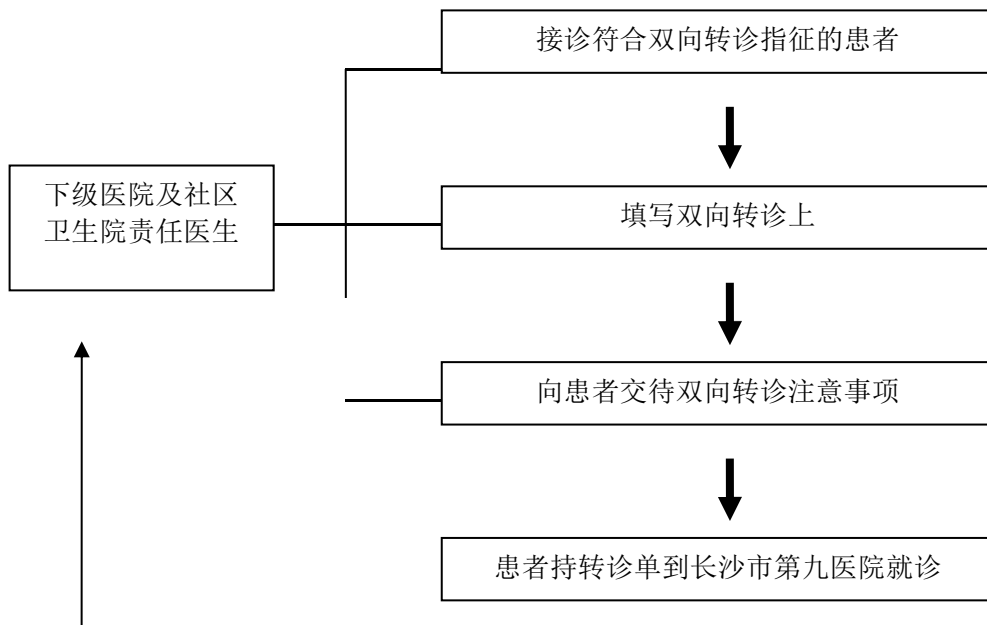 接诊符合双向转诊指征的患者
下级医院及社区
卫生院责任医生
填写双向转诊上
向患者交待双向转诊注意事项
患者持转诊单到长沙市第九医院就诊